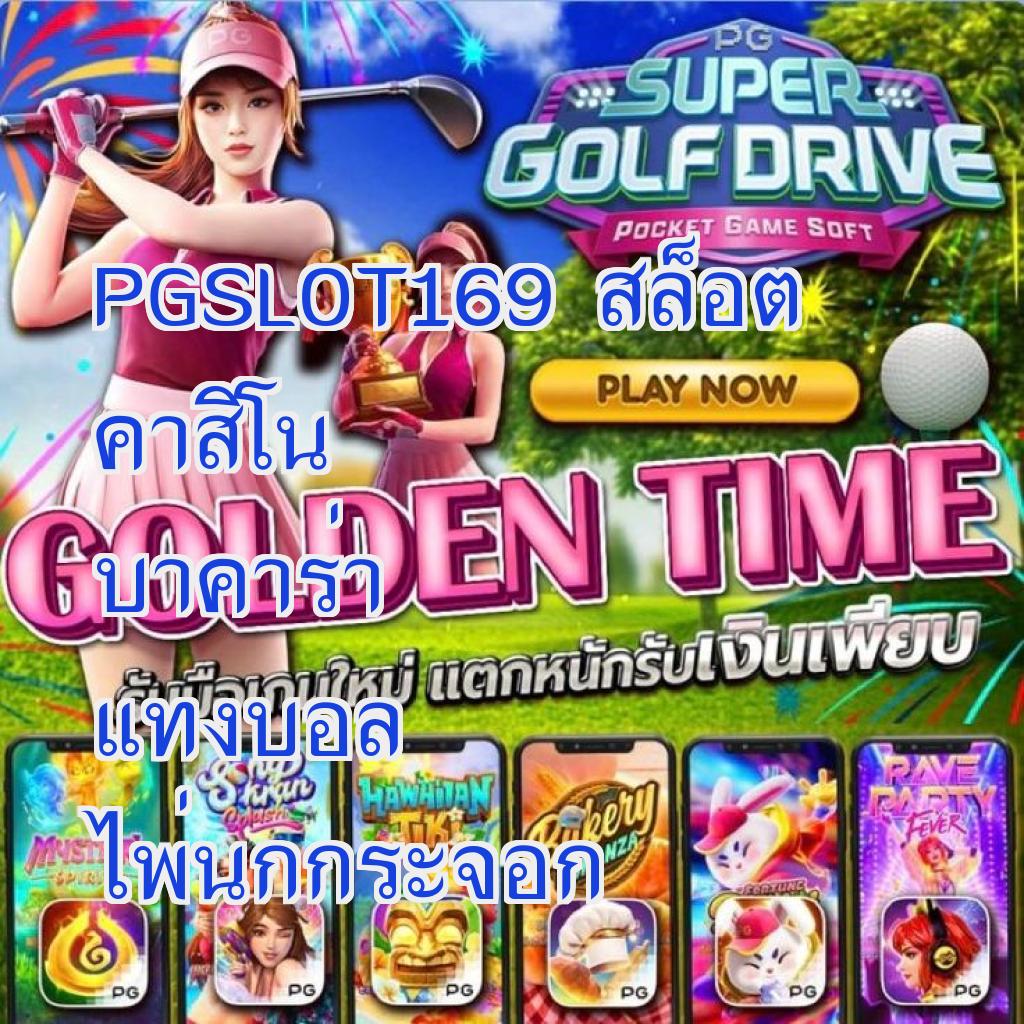 PG
PG
SUPER
GOLF DRIVE
POCKET GAME SOFT
PGSLOT169 สล็อต
PLAY NOW
คาสิโน
GOLDEN TIME
บาคาร่า
แตกหนักรับเงินเพียบ
แทงบอล
HAWAIIAN
TIKI
Bakery
RAVE
PARTY
FEVER
ไพ่นกกระจอก
PG
PG
PG
PG
PG
PG